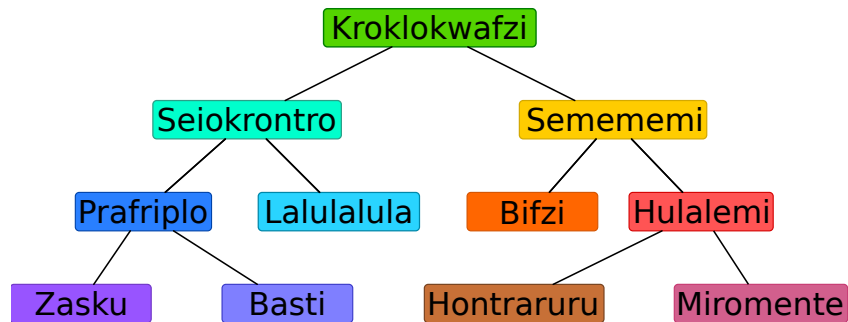 Kroklokwafzi
Seiokrontro
Semememi
Prafriplo
Lalulalula
Bifzi
Hulalemi
Zasku
Basti
Hontraruru
Miromente